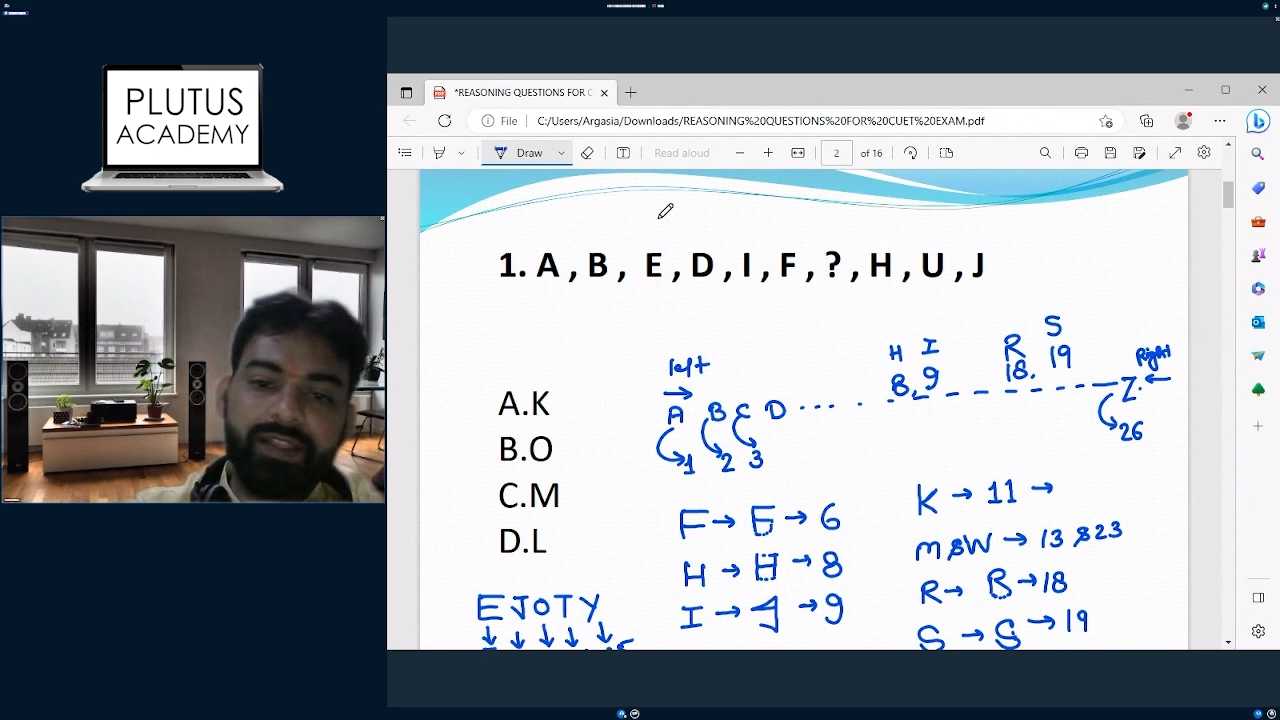 PLUTUS
ACADEMY
*REASONING QUESTIONS FOR C
File C:/Users/Argasia/Downloads/REASONING%20QUESTIONS%20FOR%20CUET%20EXAM.pdf
Draw Read aloud 2 of 16
1. A , B , E , D , I , F , ? , H , U , J
A.K
B.O
C.M
D.L
left
Right
A B C D
1 2 3
H I R S
8. 9 18. 19
Z
26
F → E → 6
H → H → 8
I → → 9
K → 11 →
M & W → 13 & 23
R → B → 18
S → S → 19
E J O T Y